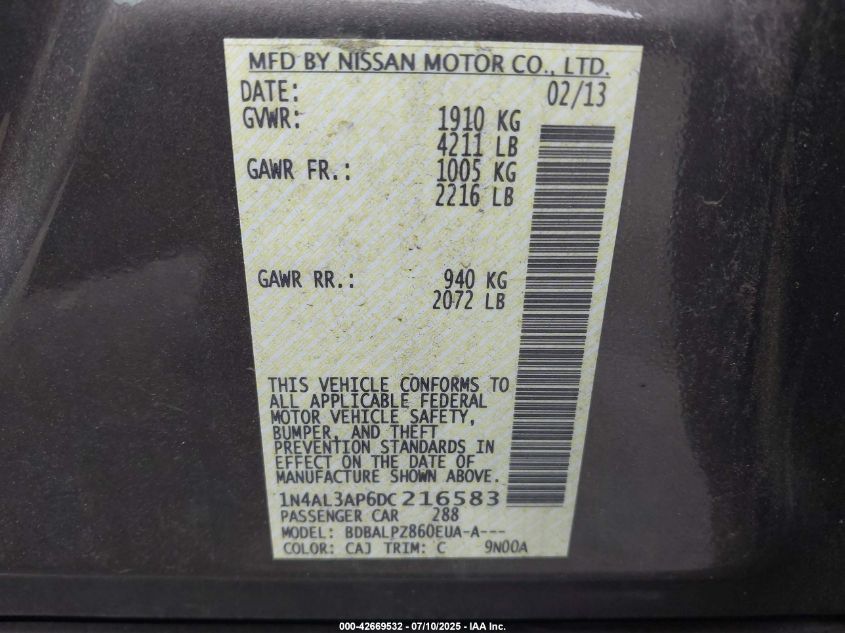 MFD BY NISSAN MOTOR CO., LTD.
DATE: 02/13
GVWR: 1910 KG
4211 LB
GAWR FR.: 1005 KG
2216 LB
GAWR RR.: 940 KG
2072 LB
THIS VEHICLE CONFORMS TO
ALL APPLICABLE FEDERAL
MOTOR VEHICLE SAFETY,
BUMPER, AND THEFT
PREVENTION STANDARDS IN
EFFECT ON THE DATE OF
MANUFACTURE SHOWN ABOVE.
1N4AL3AP6DC216583
PASSENGER CAR 288
MODEL: BDBALPZ860EUA-A---
COLOR: CAJ TRIM: C 9N00A
000-42669532 - 07/10/2025 - IAA Inc.